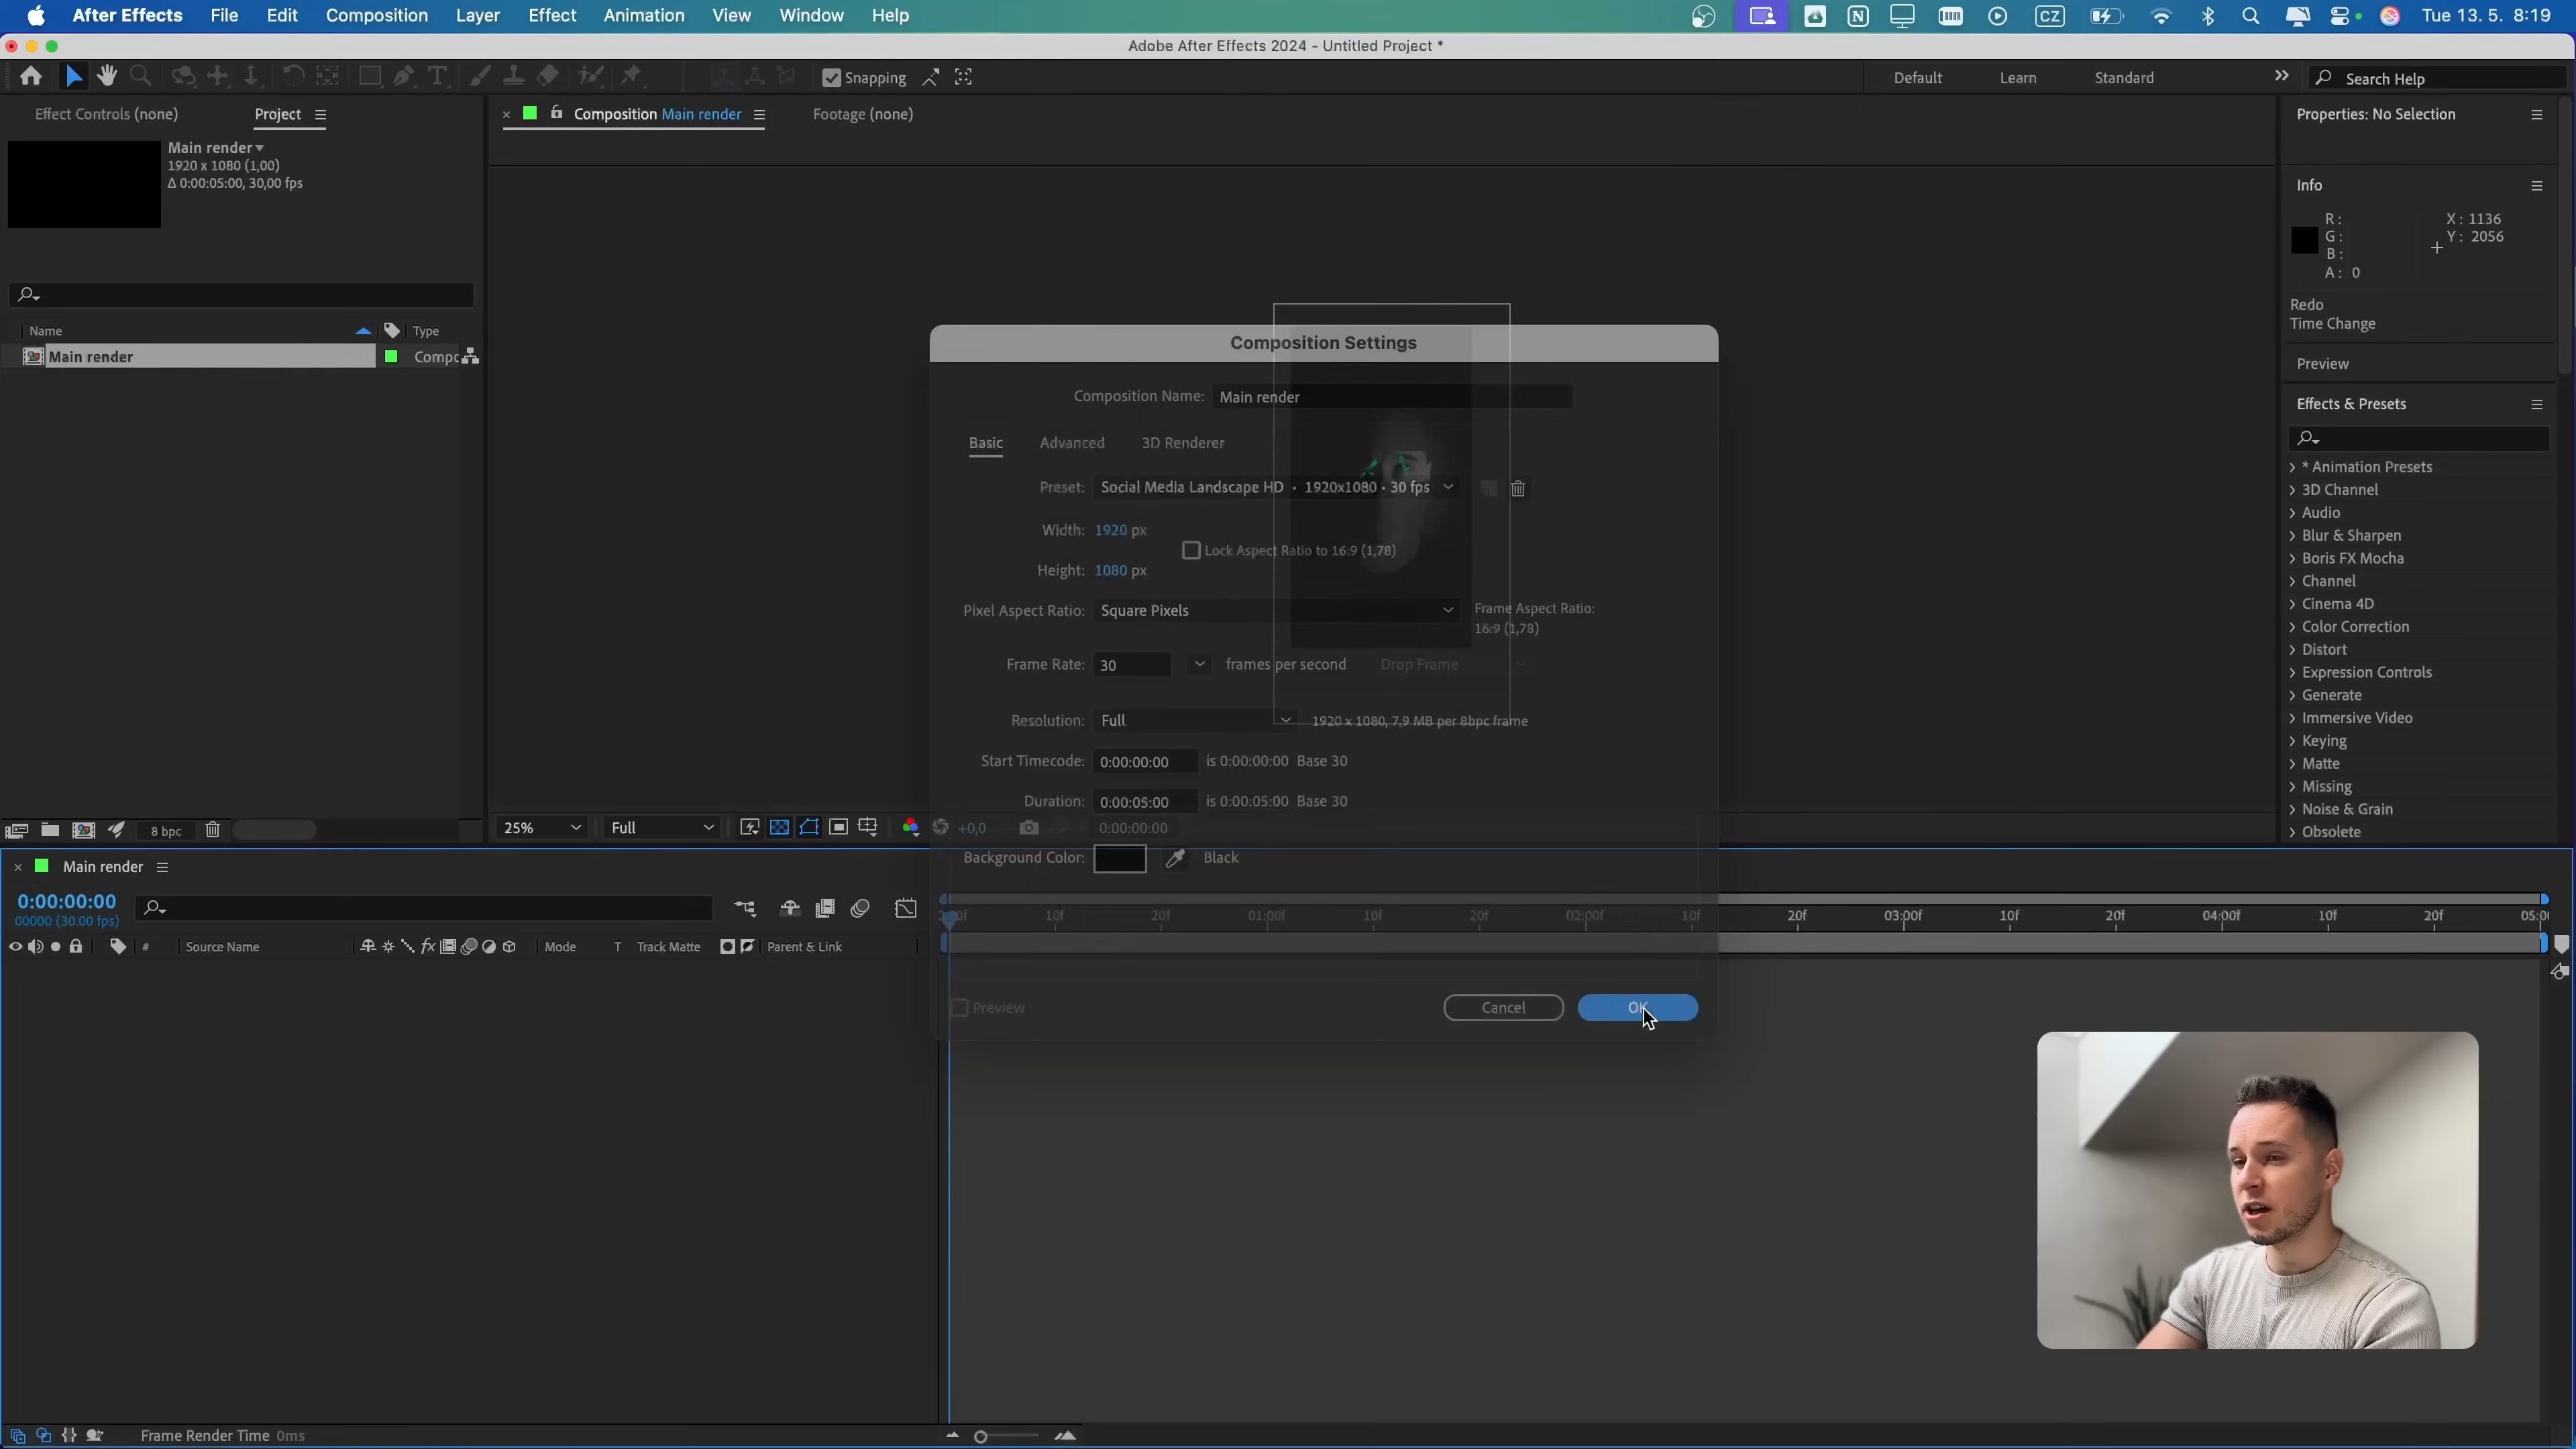 After Effects File Edit Composition Layer Effect Animation View Window Help CZ Tue 13. 5. 8:19
Adobe After Effects 2024 - Untitled Project *
Snapping Default Learn Standard Search Help
Effect Controls (none) Project
Composition Main render Footage (none)
Properties: No Selection
Main render
1920 x 1080 (1,00)
Δ 0:00:05:00, 30,00 fps
Info
R:
G:
B:
A: 0
X: 1136
Y: 2056
Redo
Time Change
Preview
Effects & Presets
* Animation Presets
3D Channel
Audio
Blur & Sharpen
Boris FX Mocha
Channel
Cinema 4D
Color Correction
Distort
Expression Controls
Generate
Immersive Video
Keying
Matte
Missing
Noise & Grain
Obsolete
Name Type
Main render Compo
8 bpc
Composition Settings
Composition Name: Main render
Basic Advanced 3D Renderer
Preset: Social Media Landscape HD • 1920x1080 • 30 fps
Width: 1920 px
Lock Aspect Ratio to 16:9 (1,78)
Height: 1080 px
Pixel Aspect Ratio: Square Pixels
Frame Aspect Ratio:
16:9 (1,78)
Frame Rate: 30 frames per second Drop Frame
Resolution: Full 1920 x 1080, 7,9 MB per 8bpc frame
Start Timecode: 0:00:00:00 is 0:00:00:00 Base 30
Duration: 0:00:05:00 is 0:00:05:00 Base 30
25% Full +0,0 0:00:00:00
Background Color: Black
Preview Cancel OK
Main render
0:00:00:00
00000 (30.00 fps)
10f 20f 01:00f 10f 20f 02:00f 10f 20f 03:00f 10f 20f 04:00f 10f 20f 05:0
# Source Name fx Mode T Track Matte Parent & Link
Frame Render Time 0ms